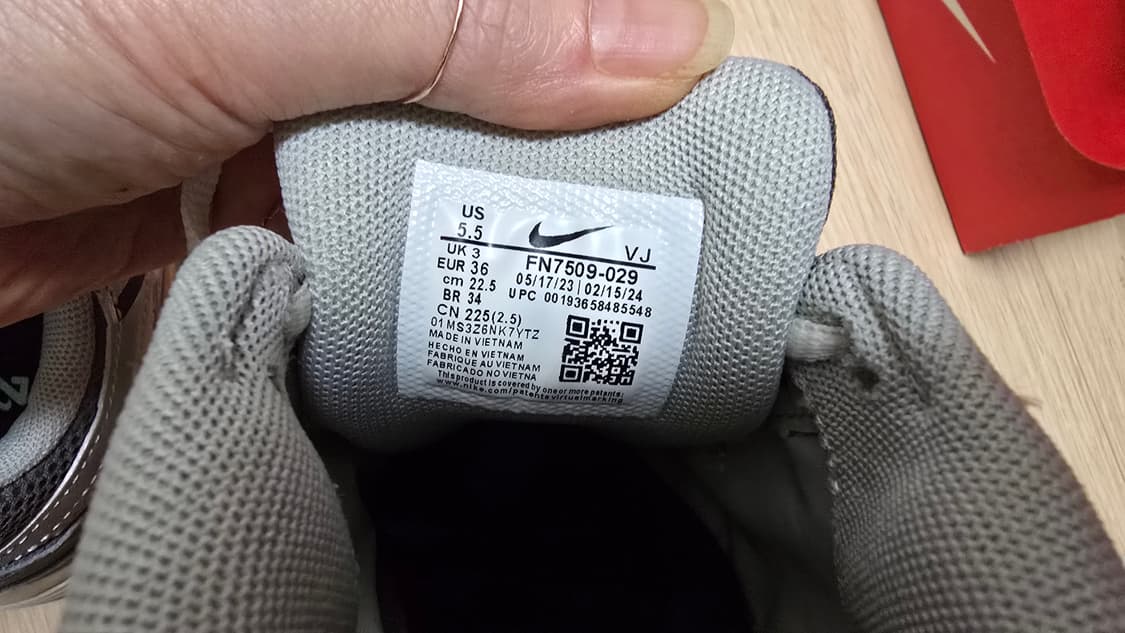 US
5.5
VJ
UK 3
EUR 36
cm 22.5
BR 34
CN 225(2.5)
FN7509-029
05/17/23|02/15/24
UPC 00193658485548
01MS3Z6NK7YTZ
MADE IN VIETNAM
HECHO EN VIETNAM
FABRIQUE AU VIETNAM
FABRICADO NO VIETNA
This product is covered by one or more patents;
www.nike.com/patentsvirtualmarking